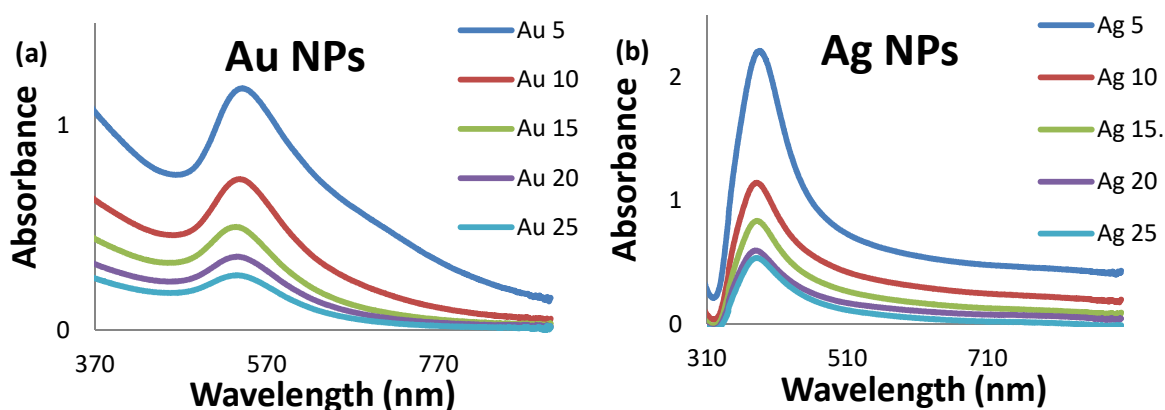 (a)
Au NPs
Au 5
Au 10
Au 15
Au 20
Au 25
Absorbance
1
0
370
570
770
Wavelength (nm)
(b)
Ag NPs
Ag 5
Ag 10
Ag 15.
Ag 20
Ag 25
Absorbance
2
1
0
310
510
710
Wavelength (nm)